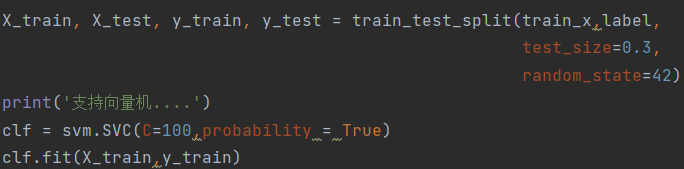 X_train, X_test, y_train, y_test = train_test_split(train_x,label,
test_size=0.3,
random_state=42)
print('支持向量机....')
clf = svm.SVC(C=100,probability = True)
clf.fit(X_train,y_train)